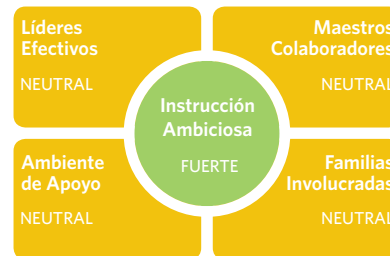 Líderes
Efectivos
NEUTRAL
Maestros
Colaboradores
NEUTRAL
Instrucción
Ambiciosa
FUERTE
Ambiente
de Apoyo
NEUTRAL
Familias
Involucradas
NEUTRAL